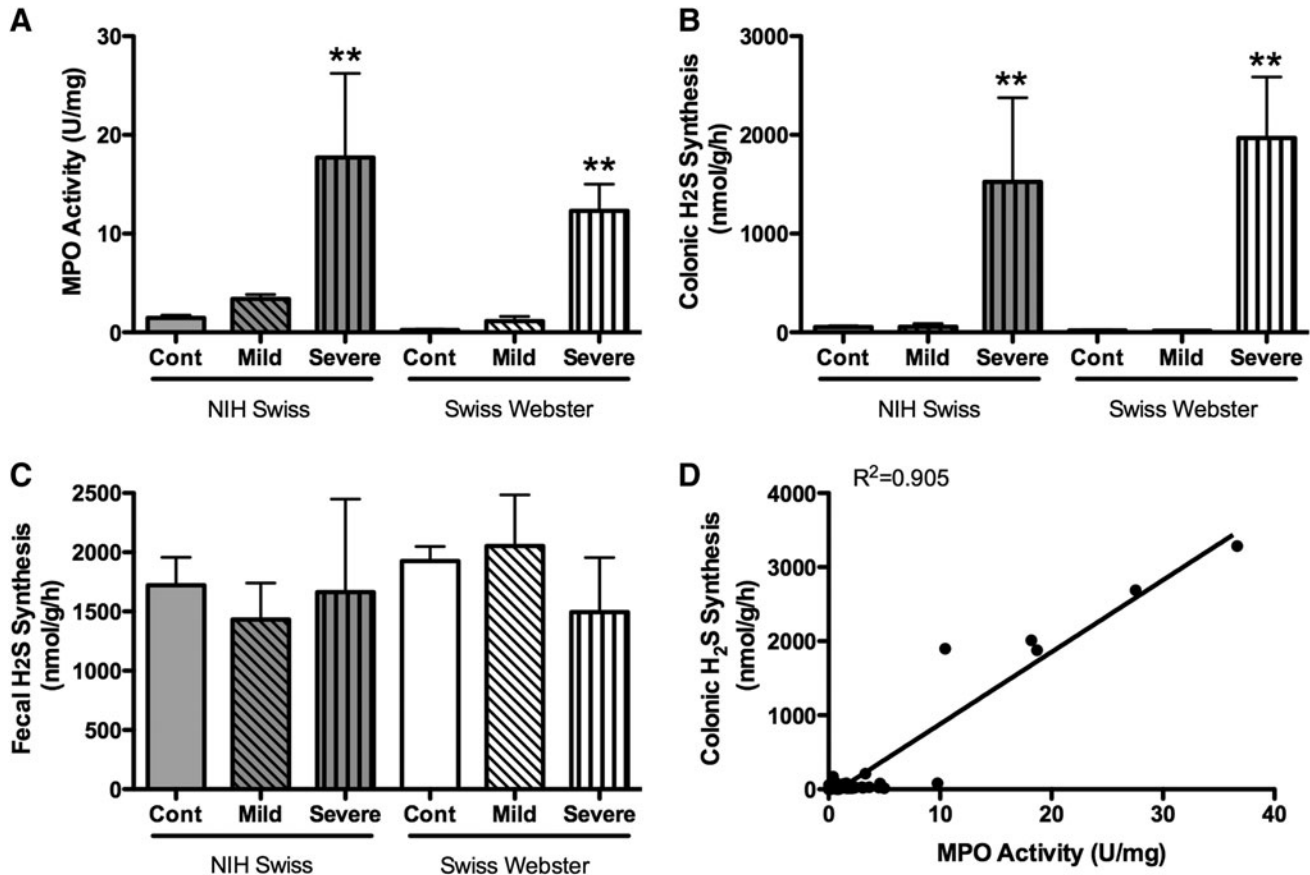 A
MPO Activity (U/mg)
30
20
10
0
**
**
Cont Mild Severe Cont Mild Severe
NIH Swiss Swiss Webster
B
Colonic H2S Synthesis
(nmol/g/h)
3000
2000
1000
0
**
**
Cont Mild Severe Cont Mild Severe
NIH Swiss Swiss Webster
C
Fecal H2S Synthesis
(nmol/g/h)
2500
2000
1500
1000
500
0
Cont Mild Severe Cont Mild Severe
NIH Swiss Swiss Webster
D
R²=0.905
Colonic H₂S Synthesis
(nmol/g/h)
4000
3000
2000
1000
0
0 10 20 30 40
MPO Activity (U/mg)